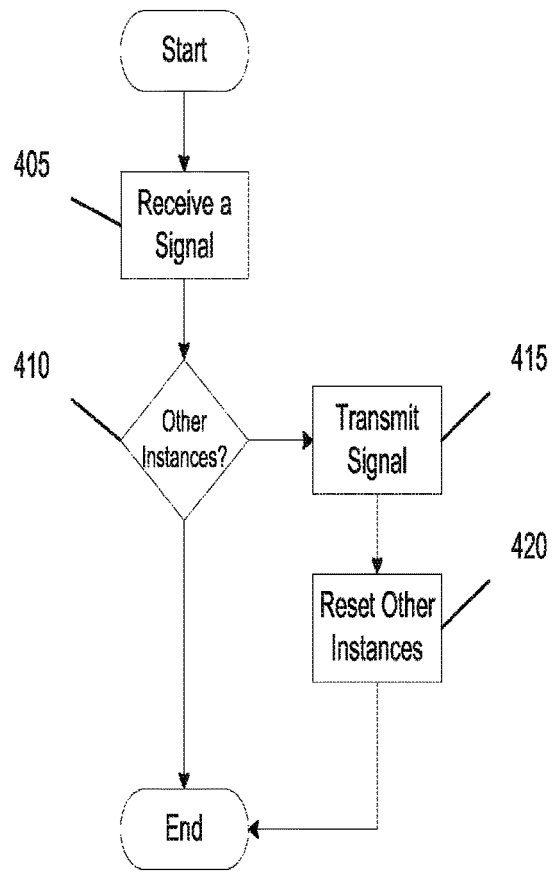 Start
405
Receive a
Signal
410
Other
Instances?
415
Transmit
Signal
420
Reset Other
Instances
End